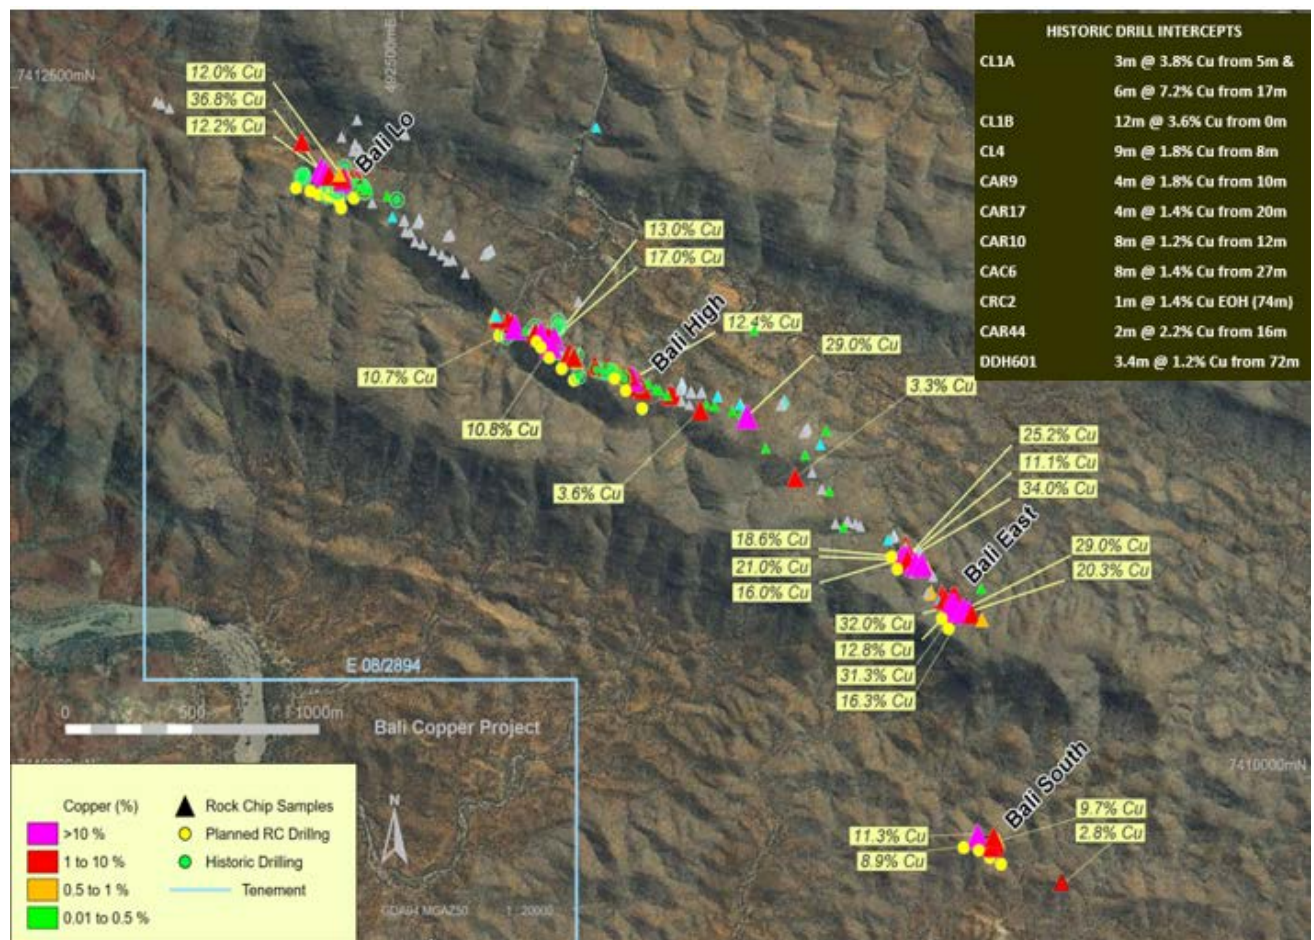 HISTORIC DRILL INTERCEPTS
CL1A 3m @ 3.8% Cu from 5m &
6m @ 7.2% Cu from 17m
CL1B 12m @ 3.6% Cu from 0m
CL4 9m @ 1.8% Cu from 8m
CAR9 4m @ 1.8% Cu from 10m
CAR17 4m @ 1.4% Cu from 20m
CAR10 8m @ 1.2% Cu from 12m
CAC6 8m @ 1.4% Cu from 27m
CRC2 1m @ 1.4% Cu EOH (74m)
CAR44 2m @ 2.2% Cu from 16m
DDH601 3.4m @ 1.2% Cu from 72m
492500mE
7412500mN
12.0% Cu
36.8% Cu
12.2% Cu
Bali Lo
13.0% Cu
17.0% Cu
Bali High
12.4% Cu
29.0% Cu
10.7% Cu
3.3% Cu
10.8% Cu
3.6% Cu
25.2% Cu
11.1% Cu
34.0% Cu
18.6% Cu
21.0% Cu
16.0% Cu
Bali East
29.0% Cu
20.3% Cu
32.0% Cu
12.8% Cu
31.3% Cu
16.3% Cu
E 08/2894
0 500 1000m
Bali Copper Project
7410000mN
Bali South
9.7% Cu
2.8% Cu
11.3% Cu
8.9% Cu
Copper (%)
>10 %
1 to 10 %
0.5 to 1 %
0.01 to 0.5 %
Rock Chip Samples
Planned RC Drillng
Historic Drilling
Tenement
N
GDA94 MGAZ50 1 : 20000